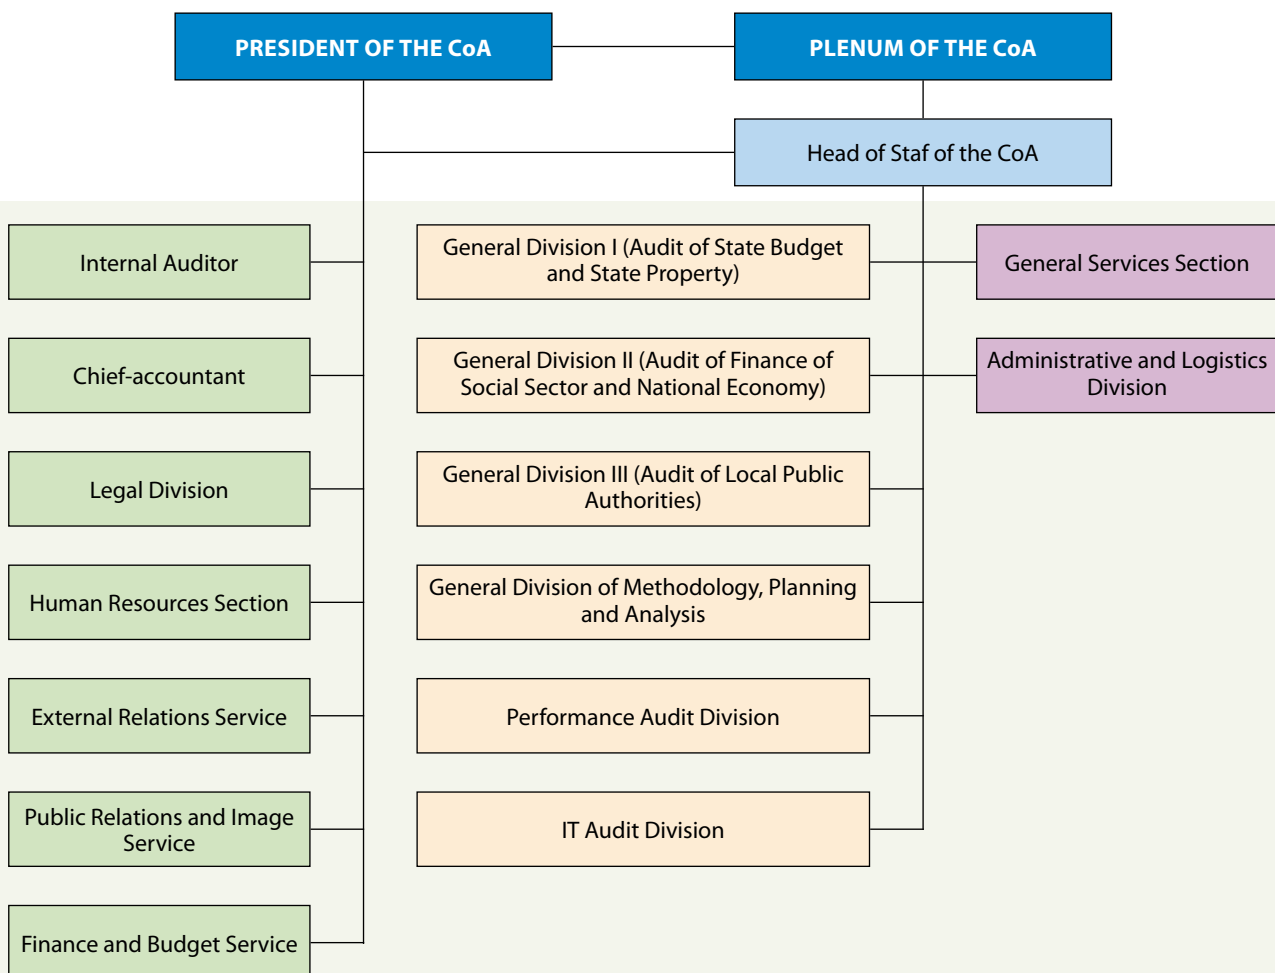 PRESIDENT OF THE CoA
PLENUM OF THE CoA
Head of Staf of the CoA
Internal Auditor
General Division I (Audit of State Budget
and State Property)
General Services Section
Chief-accountant
General Division II (Audit of Finance of
Social Sector and National Economy)
Administrative and Logistics
Division
Legal Division
General Division III (Audit of Local Public
Authorities)
Human Resources Section
General Division of Methodology, Planning
and Analysis
External Relations Service
Performance Audit Division
Public Relations and Image
Service
IT Audit Division
Finance and Budget Service